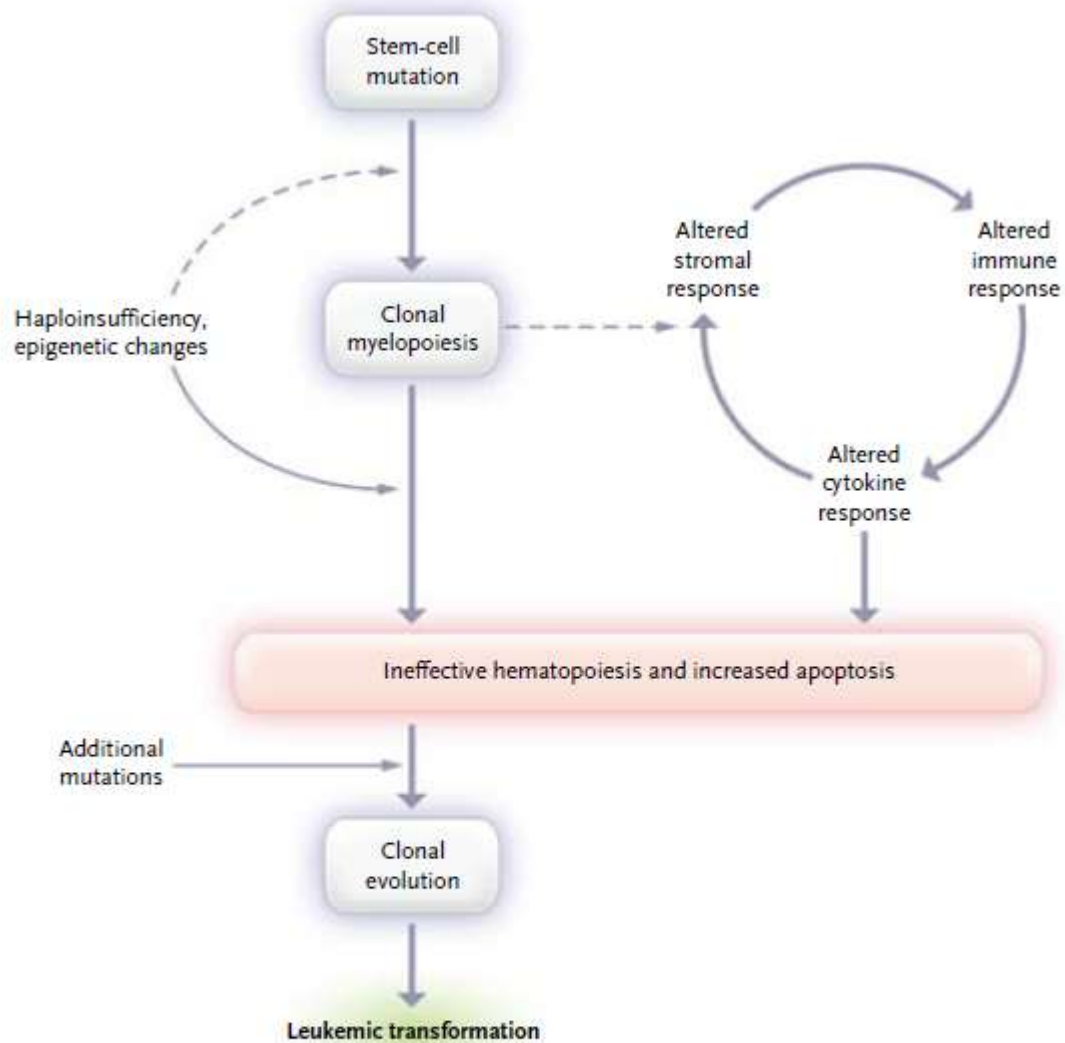 Stem-cell
mutation
Altered
stromal
response
Altered
immune
response
Haploinsufficiency,
epigenetic changes
Clonal
myelopoiesis
Altered
cytokine
response
Ineffective hematopoiesis and increased apoptosis
Additional
mutations
Clonal
evolution
Leukemic transformation